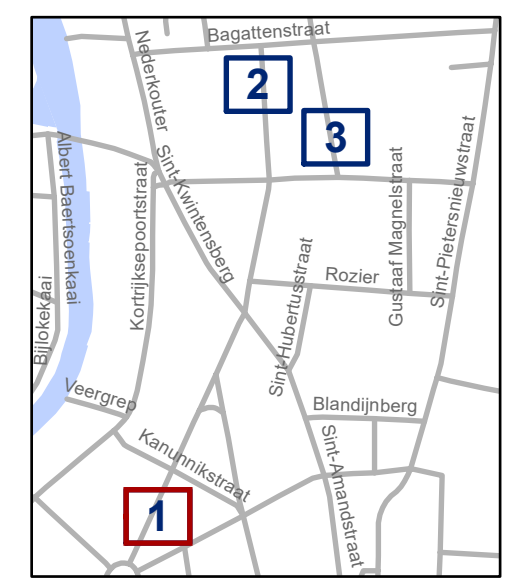 Bagattenstraat
Nederkouter
2
3
Albert Baertsoenkaai
Kortrijksepoortstraat
Sint-Kwintensberg
Gustaaf Magnelstraat
Sint-Pietersnieuwstraat
Bijlokekaai
Sint-Hubertusstraat
Rozier
Veergrep
Blandijnberg
Kanunnikstraat
Sint-Amandstraat
1